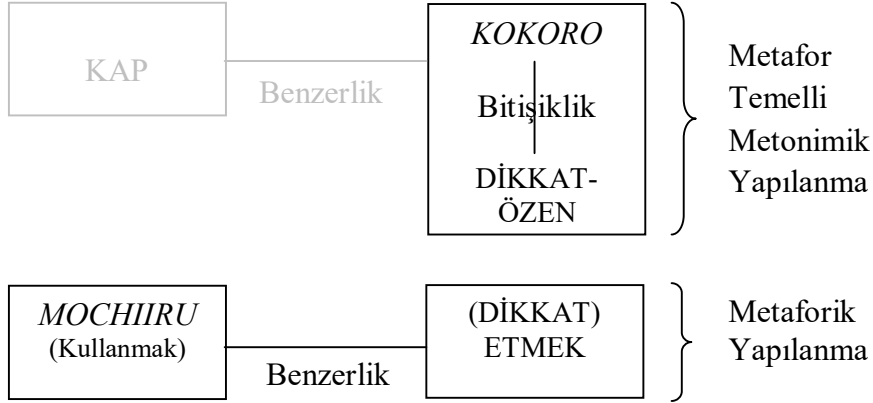 KAP
Benzerlik
KOKORO
Bitişiklik
DİKKAT-
ÖZEN
Metafor
Temelli
Metonimik
Yapılanma
MOCHIIRU
(Kullanmak)
Benzerlik
(DİKKAT)
ETMEK
Metaforik
Yapılanma